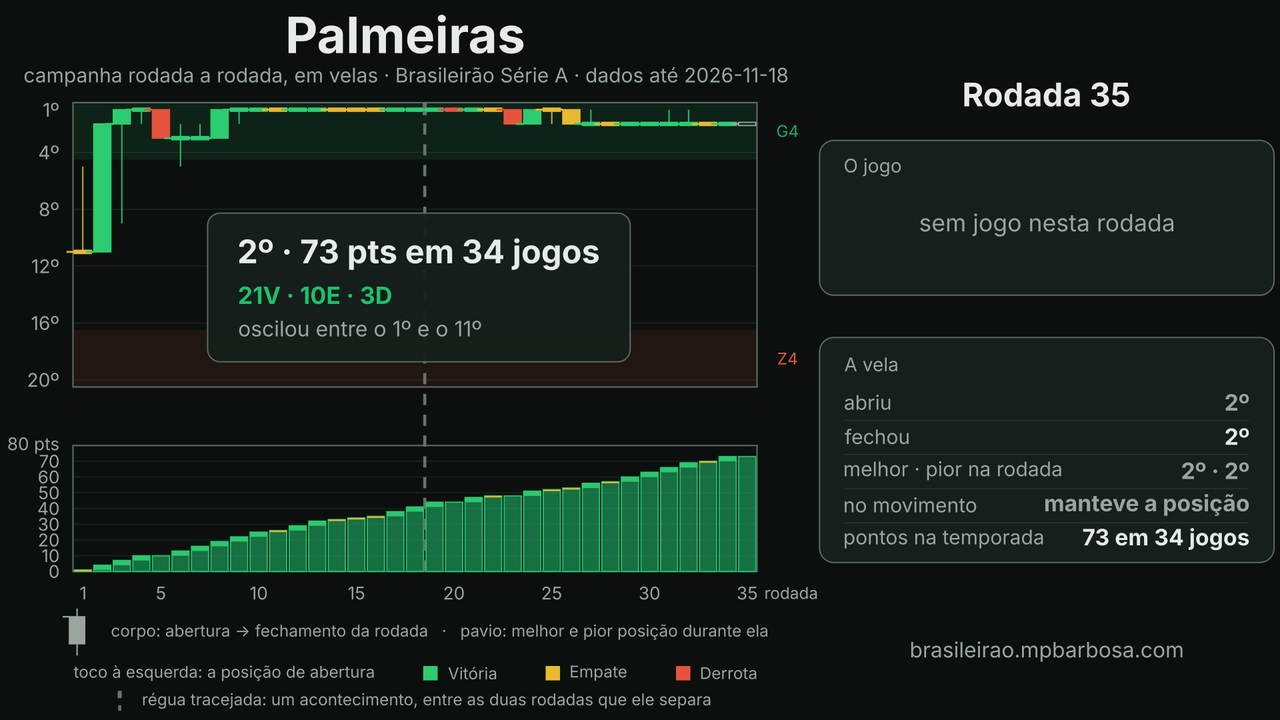 Palmeiras
campanha rodada a rodada, em velas · Brasileirão Série A · dados até 2026-11-18
1º
4º
8º
12º
16º
20º
G4
Z4
2º · 73 pts em 34 jogos
21V · 10E · 3D
oscilou entre o 1º e o 11º
80 pts
70
60
50
40
30
20
10
0
1 5 10 20 25 30 35 rodada
corpo: abertura → fechamento da rodada · pavio: melhor e pior posição durante ela
toco à esquerda: a posição de abertura Vitória Empate Derrota
régua tracejada: um acontecimento, entre as duas rodadas que ele separa
Rodada 35
O jogo
sem jogo nesta rodada
A vela
abriu 2º
fechou 2º
melhor · pior na rodada 2º · 2º
no movimento manteve a posição
pontos na temporada 73 em 34 jogos
brasileirao.mpbarbosa.com